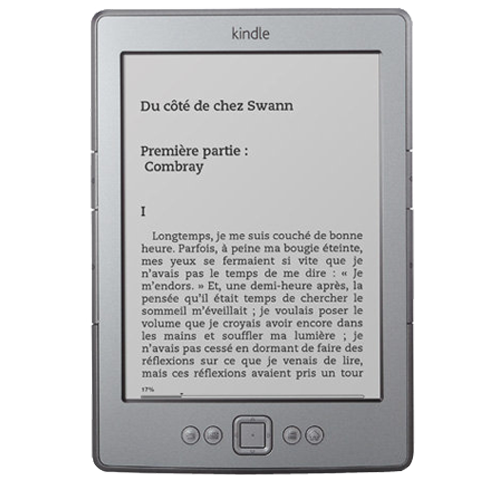 kindle
Du côté de chez Swann
Première partie :
Combray
I
Longtemps, je me suis couché de bonne
heure. Parfois, à peine ma bougie éteinte,
mes yeux se fermaient si vite que je
n'avais pas le temps de me dire : « Je
m'endors. » Et, une demi-heure après, la
pensée qu'il était temps de chercher le
sommeil m'éveillait ; je voulais poser le
volume que je croyais avoir encore dans
les mains et souffler ma lumière ; je
n'avais pas cessé en dormant de faire des
réflexions sur ce que je venais de lire,
mais ces réflexions avaient pris un tour
17%